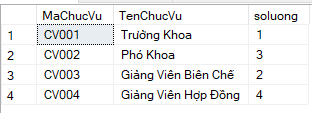 MaChucVu TenChucVu soluong
1 CV001 Trưởng Khoa 1
2 CV002 Phó Khoa 3
3 CV003 Giảng Viên Biên Chế 2
4 CV004 Giảng Viên Hợp Đồng 4